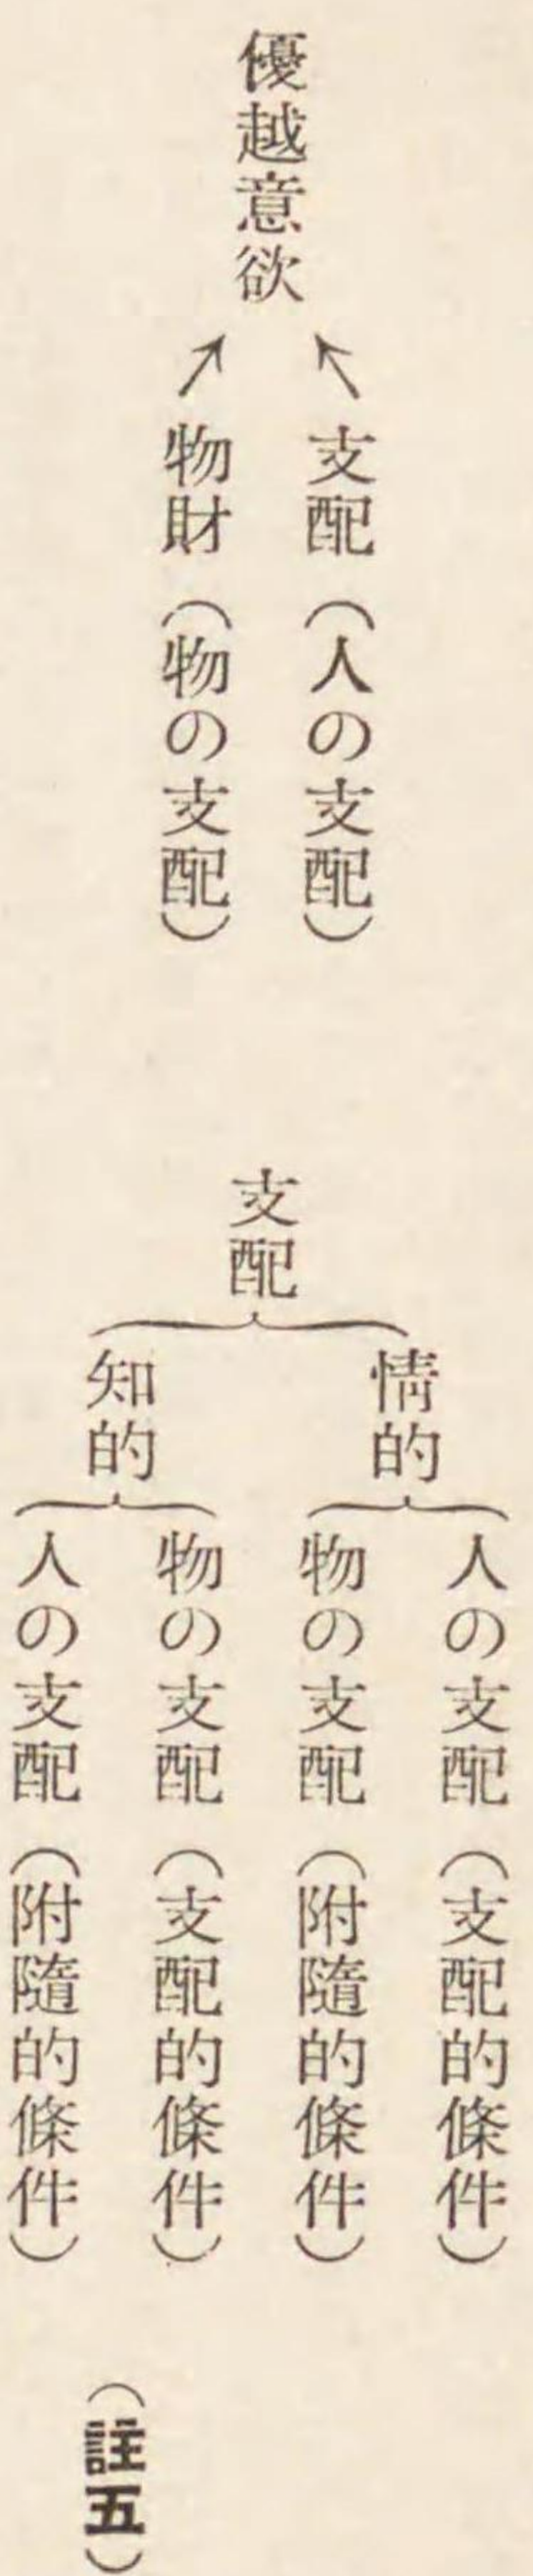 優越意欲
↖支配（人の支配）
↗物財（物の支配）
支配
情的
人の支配（支配的條件）
物の支配（附隨的條件）
知的
物の支配（支配的條件）
人の支配（附隨的條件）
（註五）